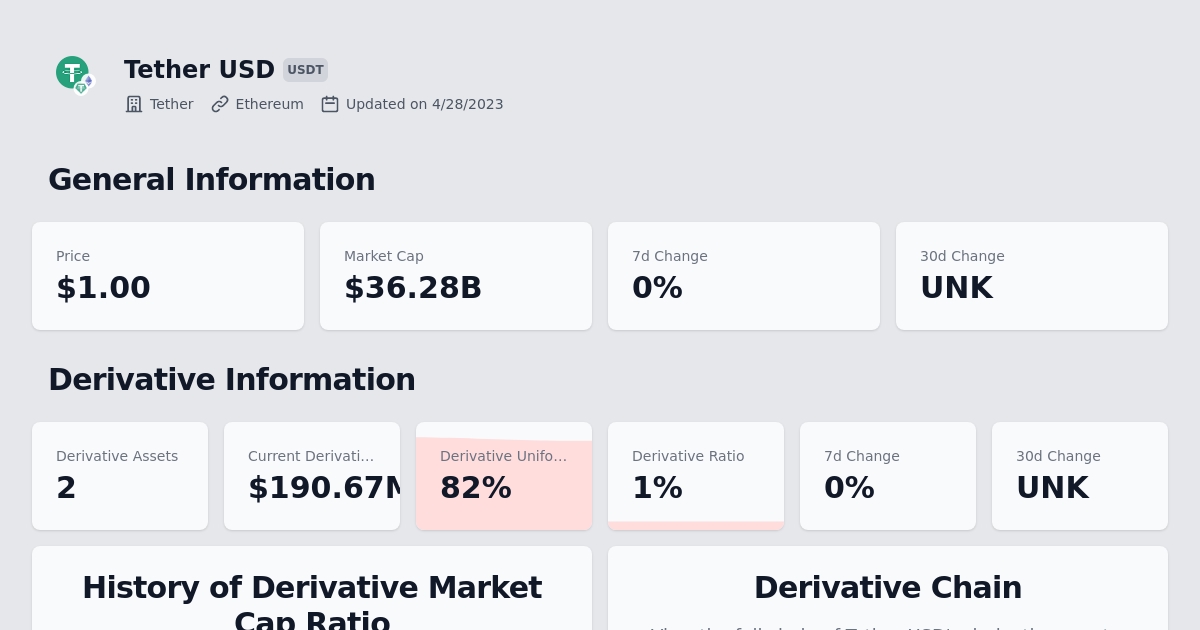 Tether USD USDT
Tether Ethereum Updated on 4/28/2023
General Information
Price
$1.00
Market Cap
$36.28B
7d Change
0%
30d Change
UNK
Derivative Information
Derivative Assets
2
Current Derivati...
$190.67M
Derivative Unifo...
82%
Derivative Ratio
1%
7d Change
0%
30d Change
UNK
History of Derivative Market
Cap Ratio
Derivative Chain